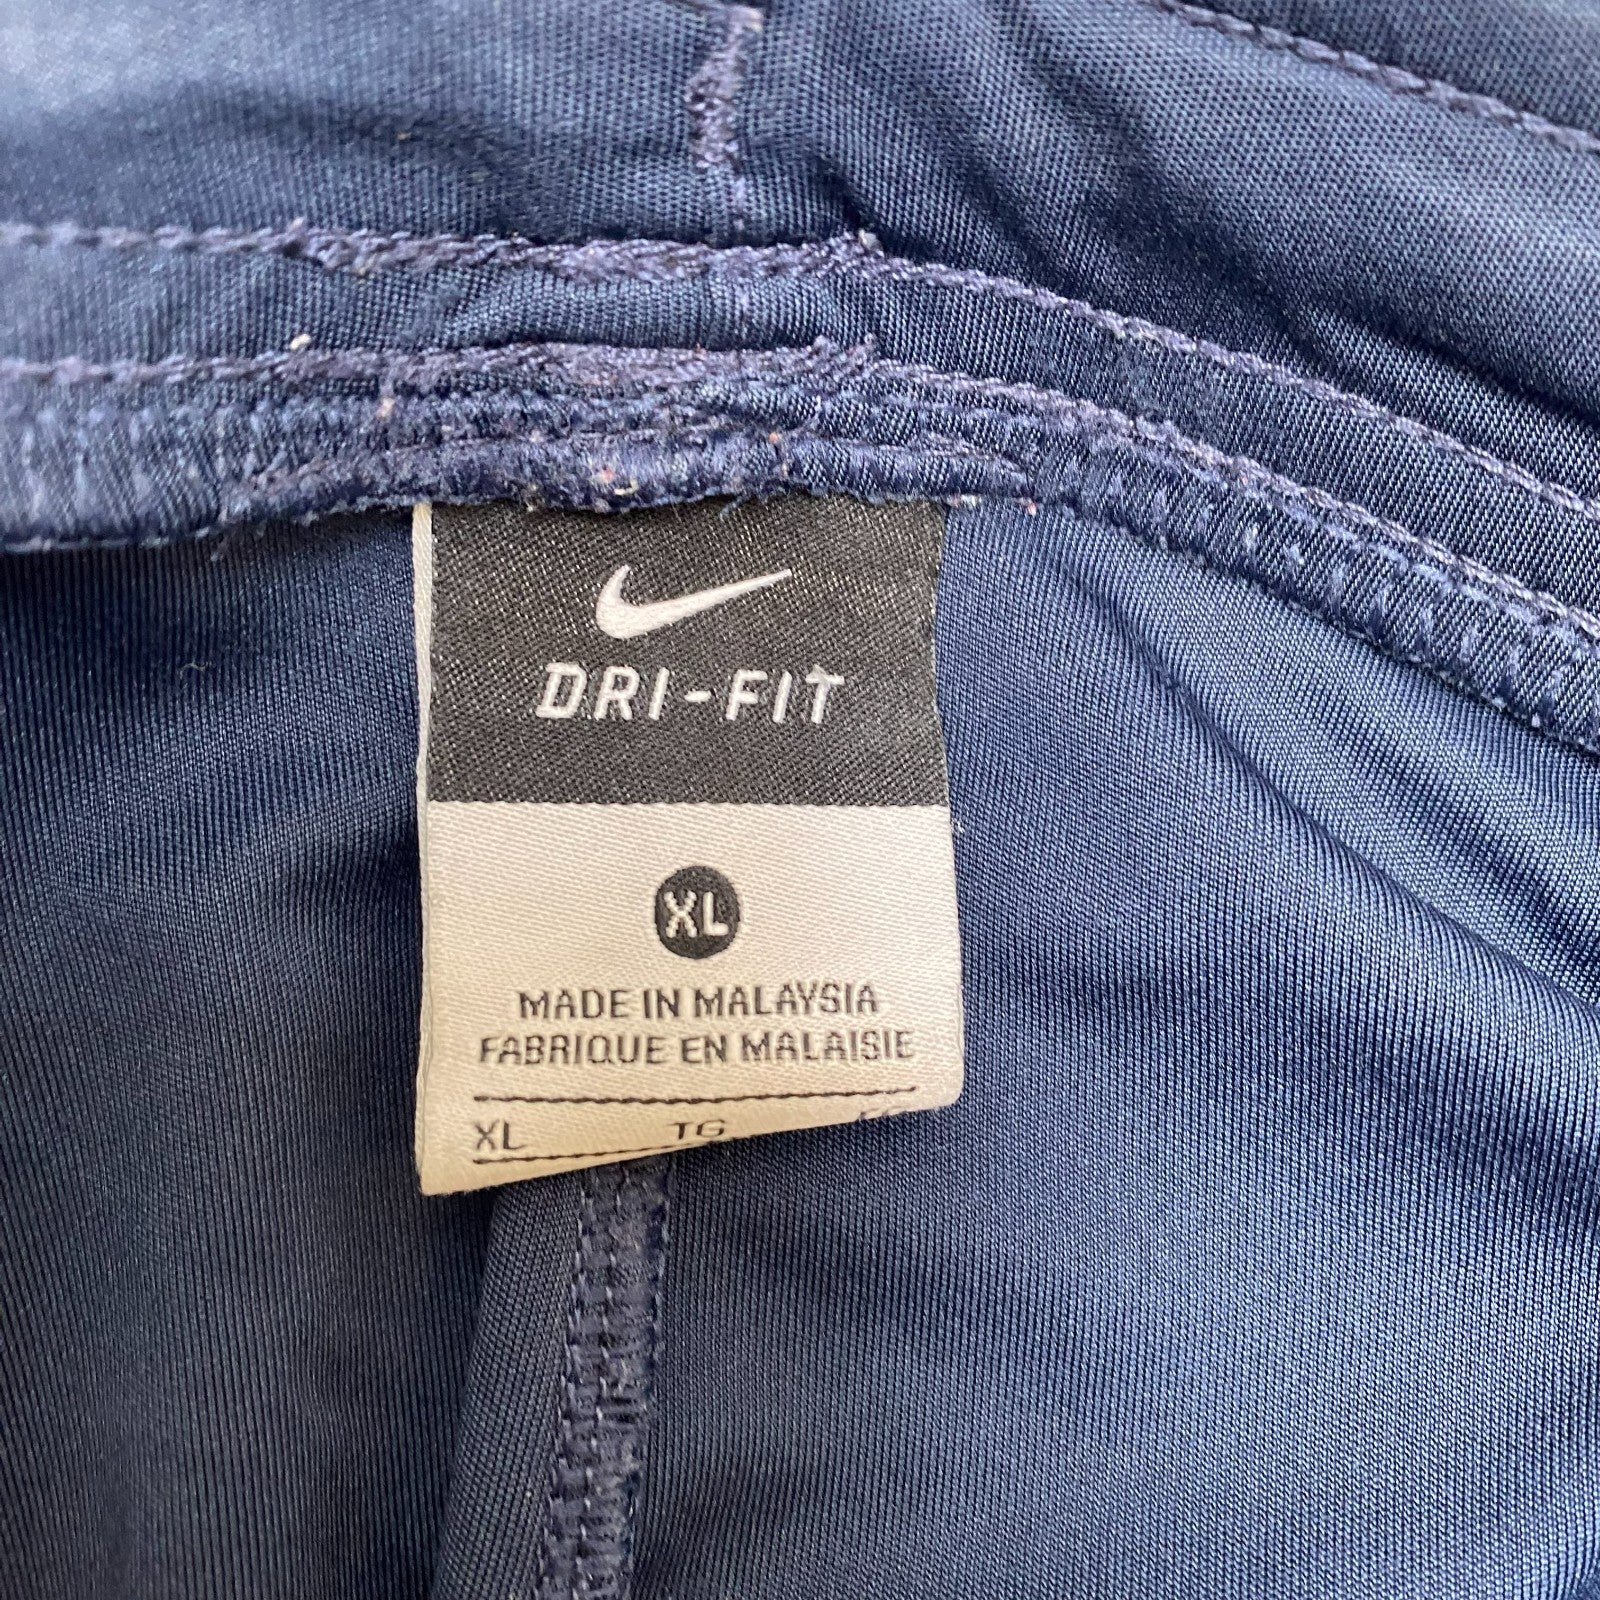 DRI-FIT
XL
MADE IN MALAYSIA
FABRIQUE EN MALAISIE
XL TG